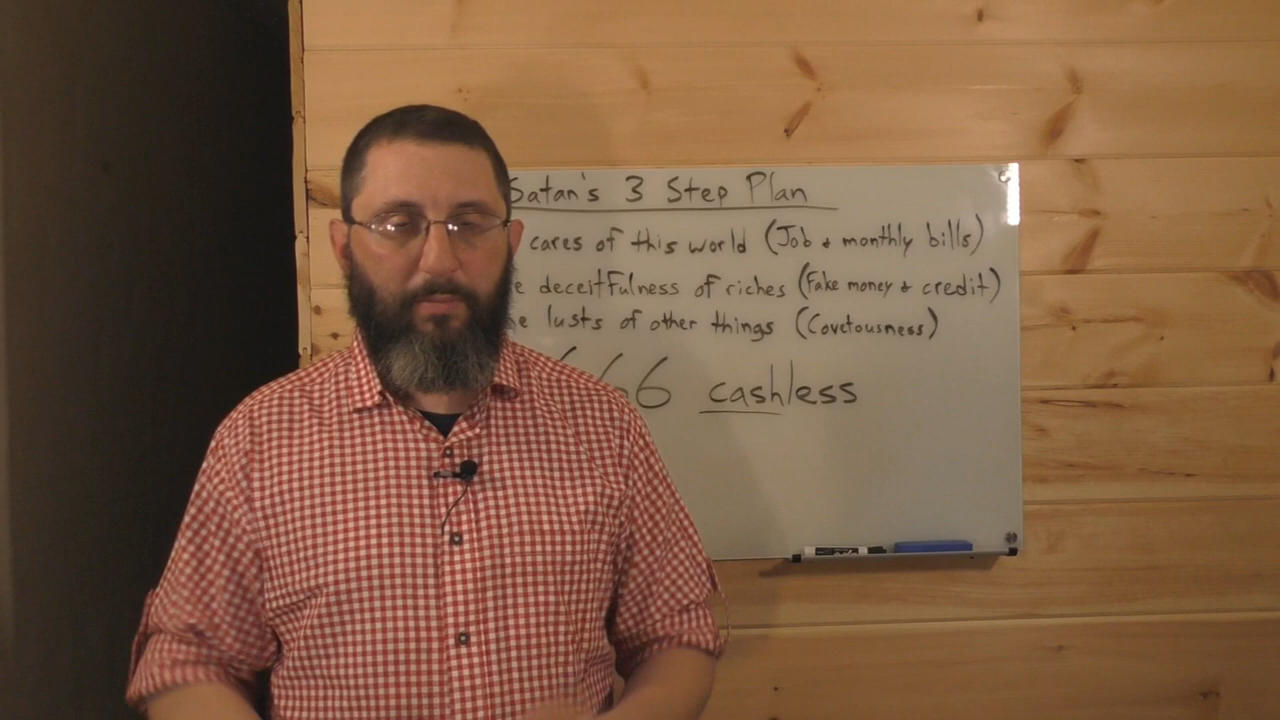 Satan's 3 Step Plan
cares of this world (Job & monthly bills)
deceitfulness of riches (Fake money & credit)
lusts of other things (Covetousness)
666 cashless